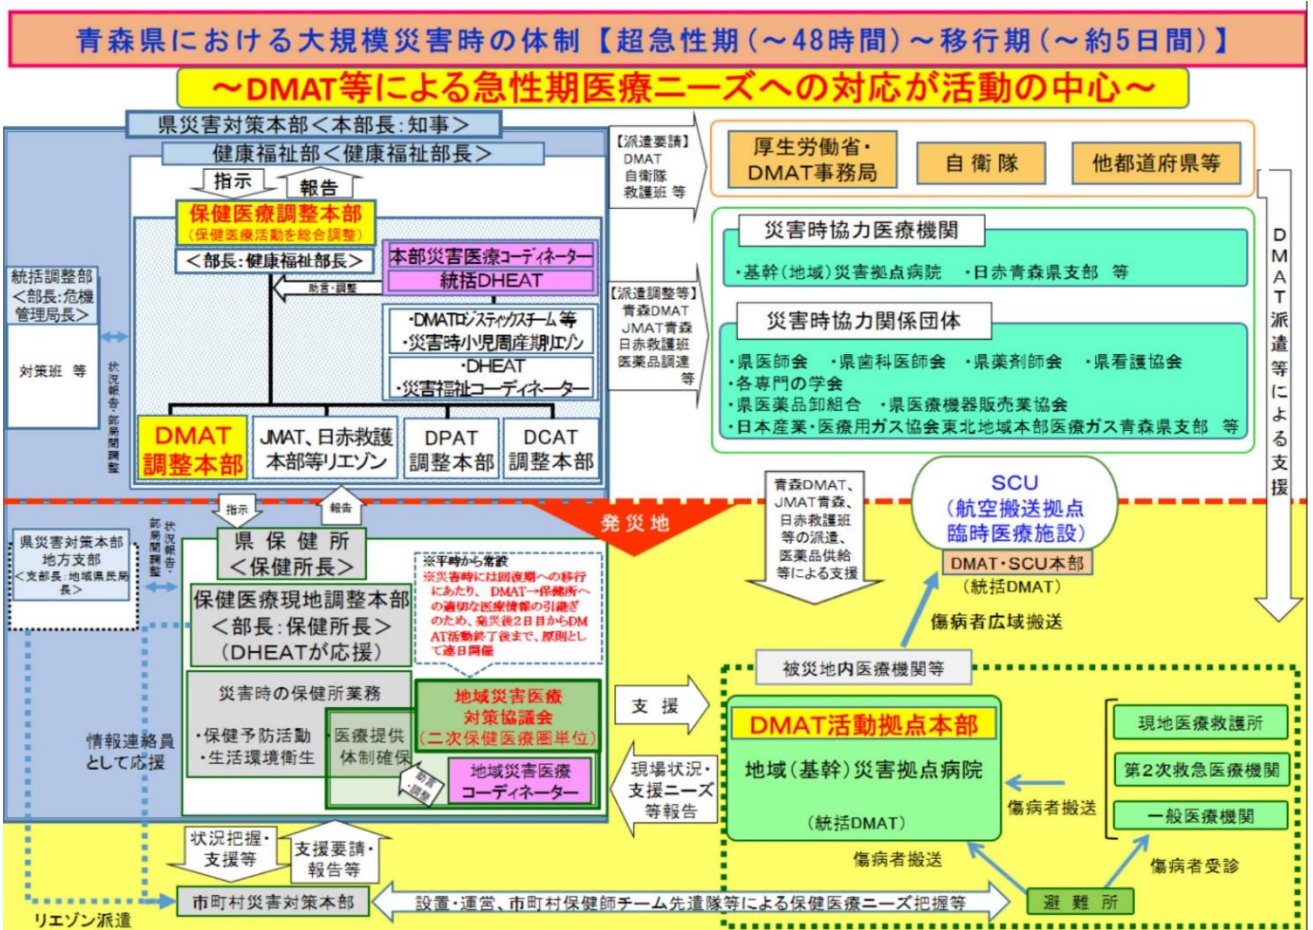 青森県における大規模災害時の体制【超急性期(～48時間)～移行期(～約5日間)】
～DMAT等による急性期医療ニーズへの対応が活動の中心～
県災害対策本部＜本部長:知事＞
健康福祉部＜健康福祉部長＞
指示
報告
保健医療調整本部
(保健医療活動を総合調整)
＜部長:健康福祉部長＞
本部災害医療コーディネーター
統括DHEAT
助言・調整
・DMATロジスティックスチーム等
・災害時小児周産期リエゾン
・DHEAT
・災害福祉コーディネーター
DMAT
調整本部
JMAT、日赤救護
本部等リエゾン
DPAT
調整本部
DCAT
調整本部
統括調整部
＜部長:危機
管理局長＞
対策班 等
状況報告・部局間調整
【派遣要請】
DMAT
自衛隊
救護班 等
厚生労働省・
DMAT事務局
自衛隊
他都道府県等
【派遣調整等】
青森DMAT
JMAT青森
日赤救護班
医薬品調達
等
災害時協力医療機関
・基幹(地域)災害拠点病院 ・日赤青森県支部 等
災害時協力関係団体
・県医師会 ・県歯科医師会 ・県薬剤師会 ・県看護協会
・各専門の学会
・県医薬品卸組合 ・県医療機器販売業協会
・日本産業・医療用ガス協会東北地域本部医療ガス青森県支部 等
DMAT派遣等による支援
発災地
指示
報告
県災害対策本部
地方支部
＜支部長:地域県民局
長＞
状況報告・
部局間調整
県保健所
＜保健所長＞
保健医療現地調整本部
＜部長:保健所長＞
(DHEATが応援)
※平時から常設
※災害時には回復期への移行
にあたり、DMAT→保健所へ
の適切な医療情報の引継ぎ
のため、発災後2日目からDM
AT活動終了後まで、原則とし
て連日開催
災害時の保健所業務
・保健予防活動
・生活環境衛生
・医療提供
体制確保
地域災害医療
対策協議会
(二次保健医療圏単位)
助言・調整
地域災害医療
コーディネーター
情報連絡員
として応援
青森DMAT、
JMAT青森、
日赤救護班
等の派遣、
医薬品供給
等による支援
SCU
(航空搬送拠点
臨時医療施設)
DMAT・SCU本部
(統括DMAT)
傷病者広域搬送
被災地内医療機関等
支援
現場状況・
支援ニーズ
等報告
DMAT活動拠点本部
地域(基幹)災害拠点病院
(統括DMAT)
現地医療救護所
第2次救急医療機関
一般医療機関
傷病者搬送
傷病者搬送
傷病者受診
状況把握・
支援等
支援要請・
報告等
市町村災害対策本部
設置・運営、市町村保健師チーム先遣隊等による保健医療ニーズ把握等
避難所
リエゾン派遣